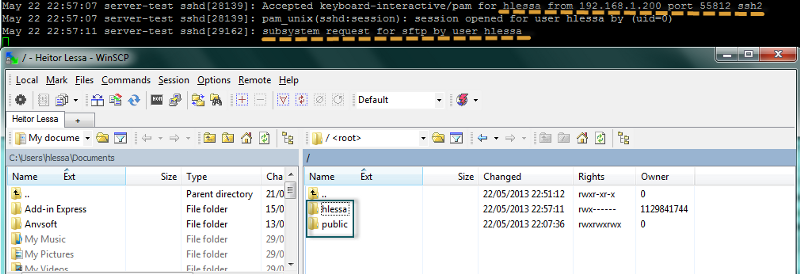 May 22 22:57:07 server-test sshd[28139]: Accepted keyboard-interactive/pam for hlessa from 192.168.1.200 port 55812 ssh2
May 22 22:57:07 server-test sshd[28139]: pam_unix(sshd:session): session opened for user hlessa by (uid=0)
May 22 22:57:11 server-test sshd[29162]: subsystem request for sftp by user hlessa
/ - Heitor Lessa - WinSCP
Local Mark Files Commands Session Options Remote Help
Default
Heitor Lessa +
My docume / <root>
C:\Users\hlessa\Documents /
Name Ext Size Type Cha Name Ext Size Changed Rights Owner
.. Parent directory 21/0 .. 22/05/2013 22:51:12 rwxr-xr-x 0
Add-in Express File folder 15/0 hlessa 22/05/2013 22:57:11 rwx------ 1129841744
Anvsoft File folder 13/0 public 22/05/2013 22:07:36 rwxrwxrwx 0
My Music File folder 29/0
My Pictures File folder 29/0
My Videos File folder 29/0